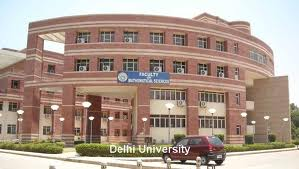 FACULTY
OF
MATHEMATICAL SCIENCES
Delhi University